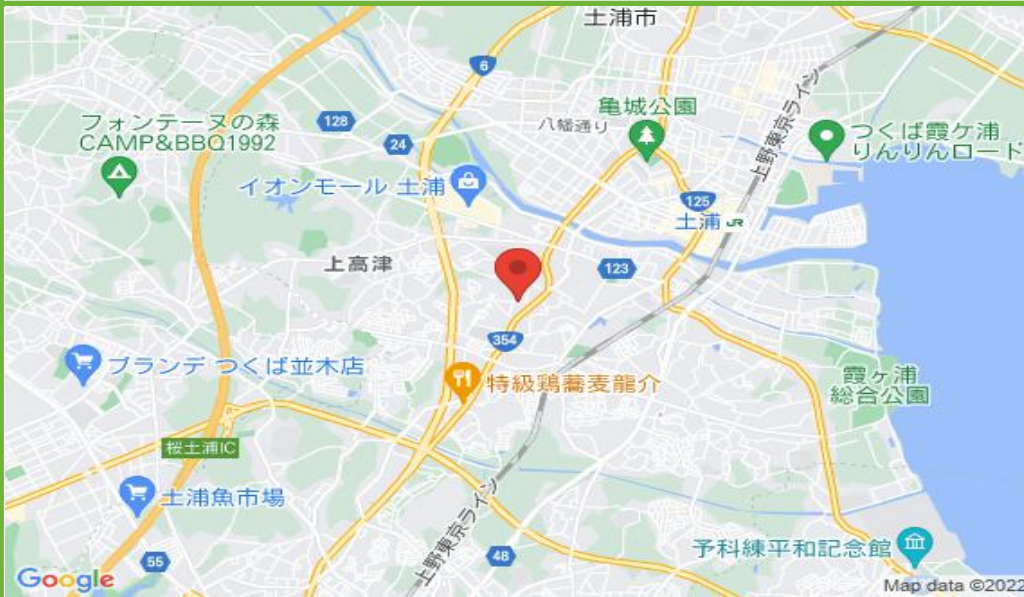 土浦市
6
亀城公園
八幡通り
上野東京ライン
つくば霞ケ浦
りんりんロード
フォンテーヌの森
CAMP&BBQ1992
128
24
イオンモール 土浦
125
土浦 JR
上高津
123
354
ブランデ つくば並木店
特級鶏蕎麦龍介
霞ヶ浦
総合公園
桜土浦IC
土浦魚市場
上野東京ライン
55
48
予科練平和記念館
Google
Map data ©2022